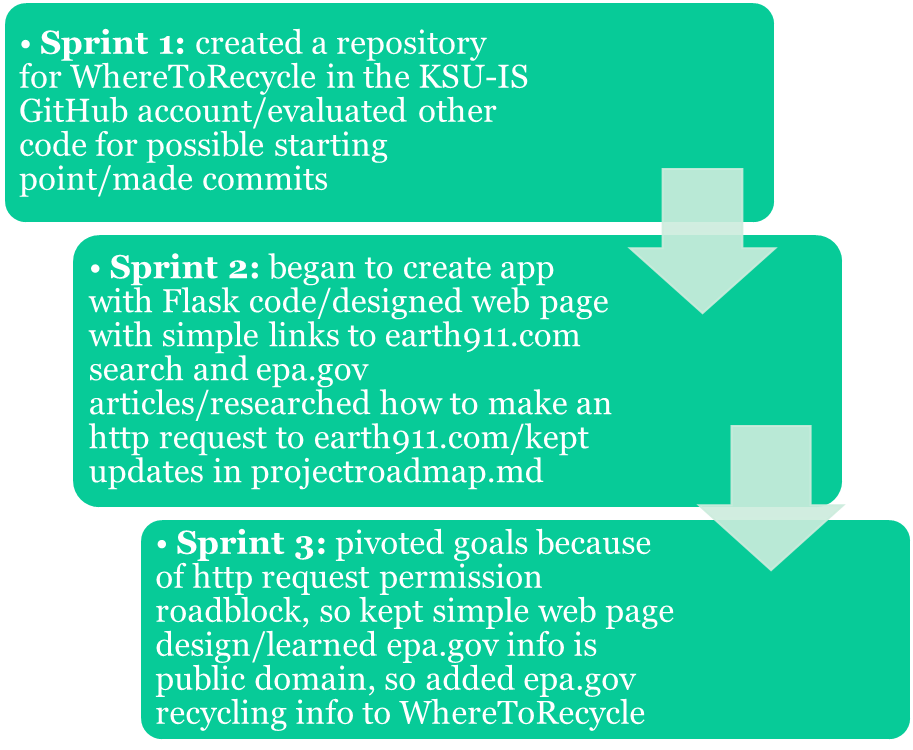 • Sprint 1: created a repository
for WhereToRecycle in the KSU-IS
GitHub account/evaluated other
code for possible starting
point/made commits
• Sprint 2: began to create app
with Flask code/designed web page
with simple links to earth911.com
search and epa.gov
articles/researched how to make an
http request to earth911.com/kept
updates in projectroadmap.md
• Sprint 3: pivoted goals because
of http request permission
roadblock, so kept simple web page
design/learned epa.gov info is
public domain, so added epa.gov
recycling info to WhereToRecycle